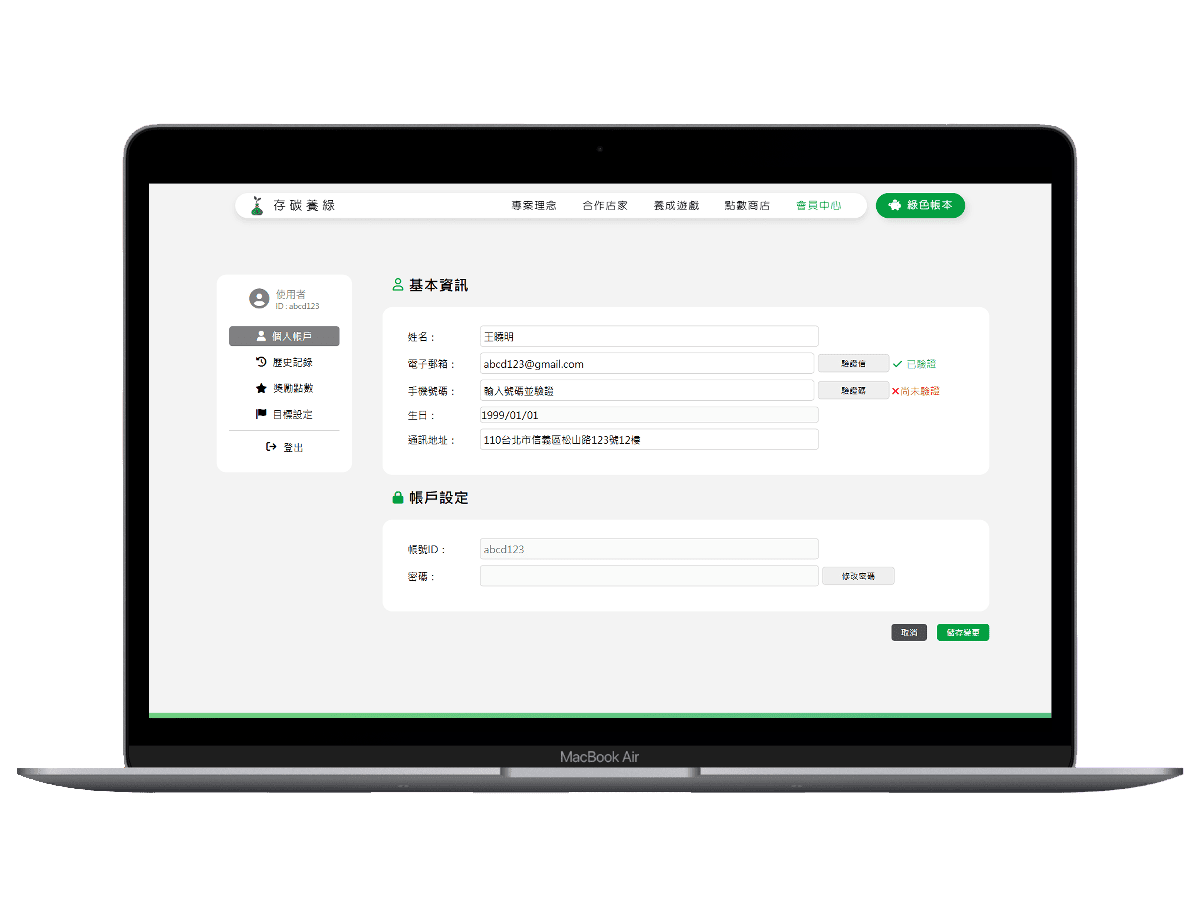 存碳養綠
專案理念 合作店家 養成遊戲 點數商店 會員中心 綠色帳本
使用者
ID : abcd123
個人帳戶
歷史記錄
獎勵點數
目標設定
登出
基本資訊
姓名： 王曉明
電子郵箱： abcd123@gmail.com 驗證信 已驗證
手機號碼： 輸入號碼並驗證 驗證碼 尚未驗證
生日： 1999/01/01
通訊地址： 110台北市信義區松山路123號12樓
帳戶設定
帳號ID： abcd123
密碼： 修改密碼
取消 儲存變更
MacBook Air